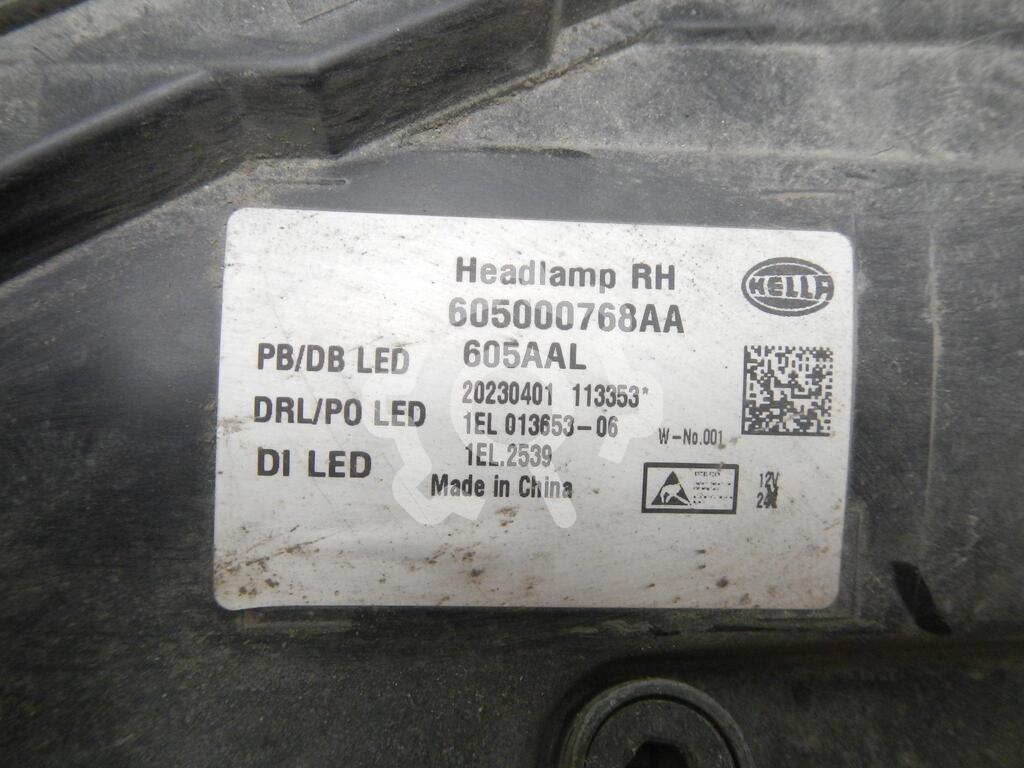 Headlamp RH
HELLA
605000768AA
PB/DB LED 605AAL
20230401 113353*
DRL/PO LED 1EL 013653-06
W-No.001
DI LED 1EL.2539
Made in China
12V